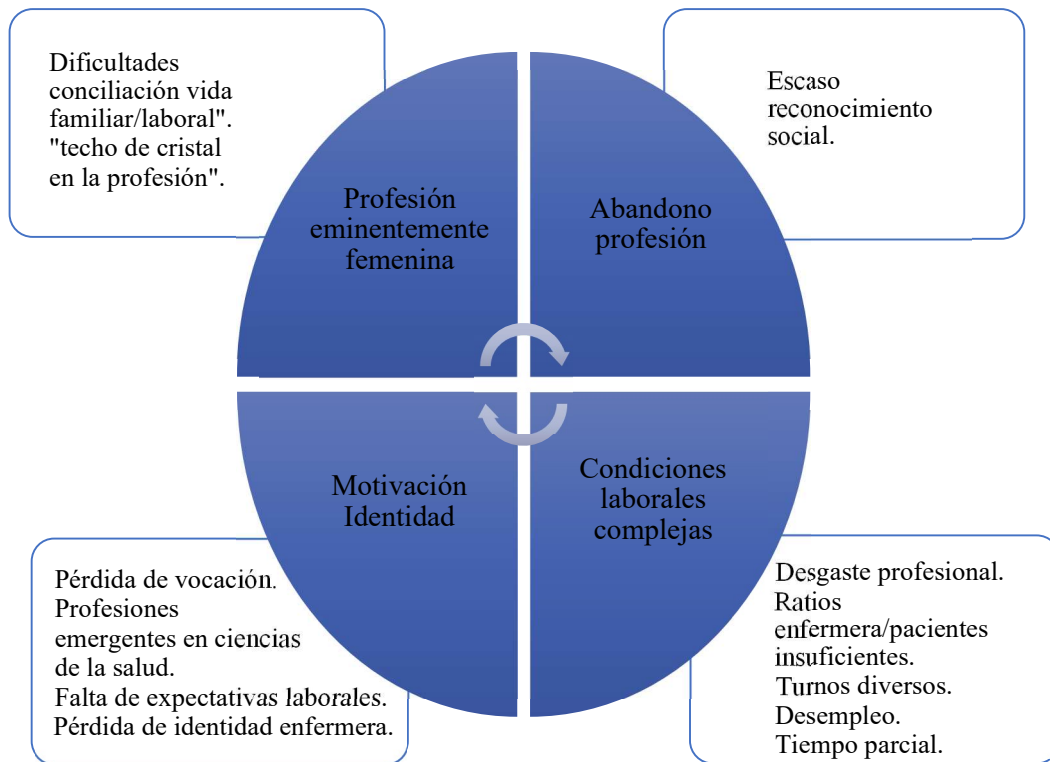 Dificultades
conciliación vida
familiar/laboral".
"techo de cristal
en la profesión".
Escaso
reconocimiento
social.
Profesión
eminentemente
femenina
Abandono
profesión
Motivación
Identidad
Condiciones
laborales
complejas
Pérdida de vocación.
Profesiones
emergentes en ciencias
de la salud.
Falta de expectativas laborales.
Pérdida de identidad enfermera.
Desgaste profesional.
Ratios
enfermera/pacientes
insuficientes.
Turnos diversos.
Desempleo.
Tiempo parcial.